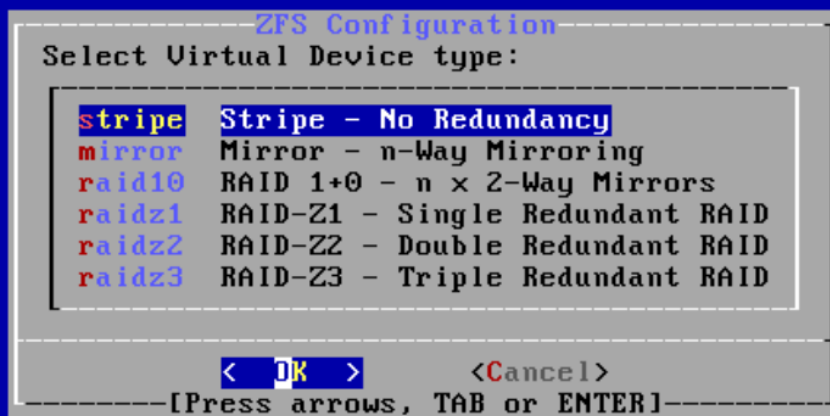 ZFS Configuration
Select Virtual Device type:
stripe Stripe - No Redundancy
mirror Mirror - n-Way Mirroring
raid10 RAID 1+0 - n x 2-Way Mirrors
raidz1 RAID-Z1 - Single Redundant RAID
raidz2 RAID-Z2 - Double Redundant RAID
raidz3 RAID-Z3 - Triple Redundant RAID
< OK > <Cancel>
[Press arrows, TAB or ENTER]